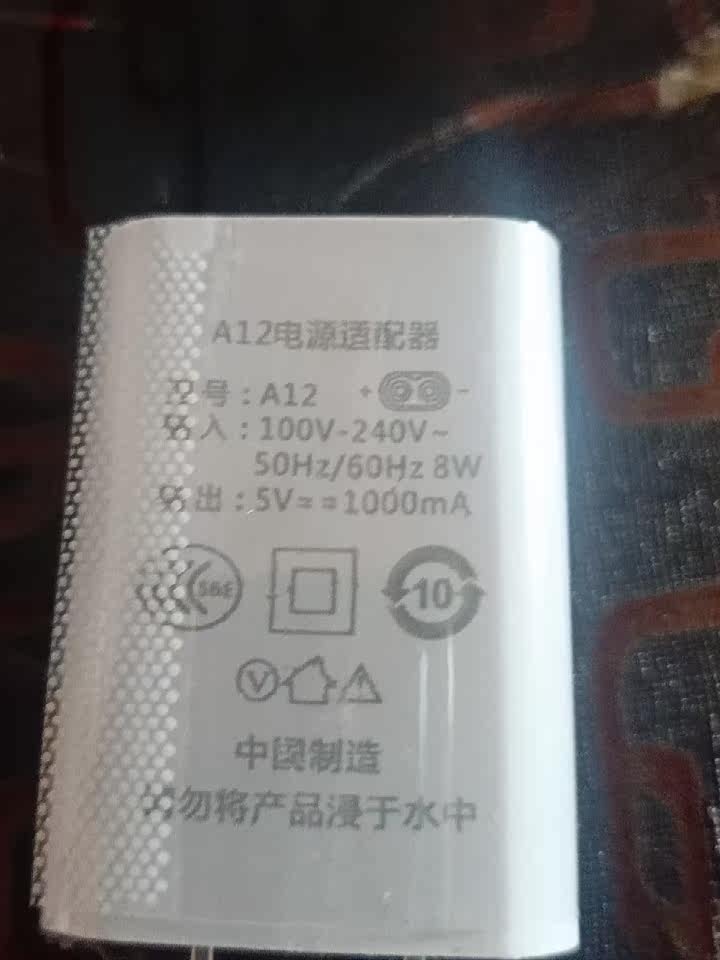 A12电源适配器
型号：A12 + -
输入：100V-240V~
50Hz/60Hz 8W
输出：5V⎓1000mA
S&E
10
V
中国制造
请勿将产品浸于水中